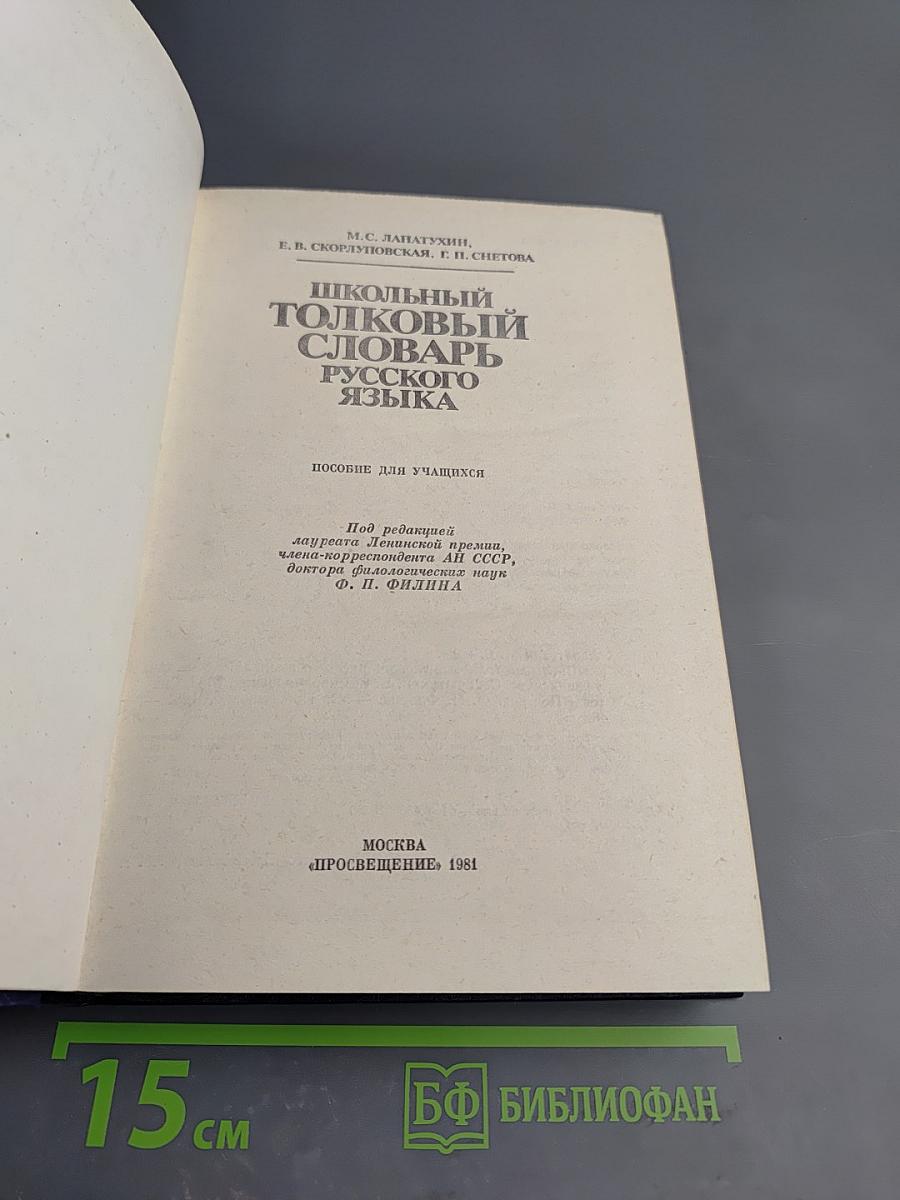 М. С. ЛАПАТУХИН,
Е. В. СКОРЛУПОВСКАЯ, Г. П. СНЕТОВА
ШКОЛЬНЫЙ
ТОЛКОВЫЙ
СЛОВАРЬ
РУССКОГО
ЯЗЫКА
ПОСОБИЕ ДЛЯ УЧАЩИХСЯ
Под редакцией
лауреата Ленинской премии,
члена-корреспондента АН СССР,
доктора филологических наук
Ф. П. ФИЛИНА
МОСКВА
«ПРОСВЕЩЕНИЕ» 1981
15 см
БФ БИБЛИОФАН